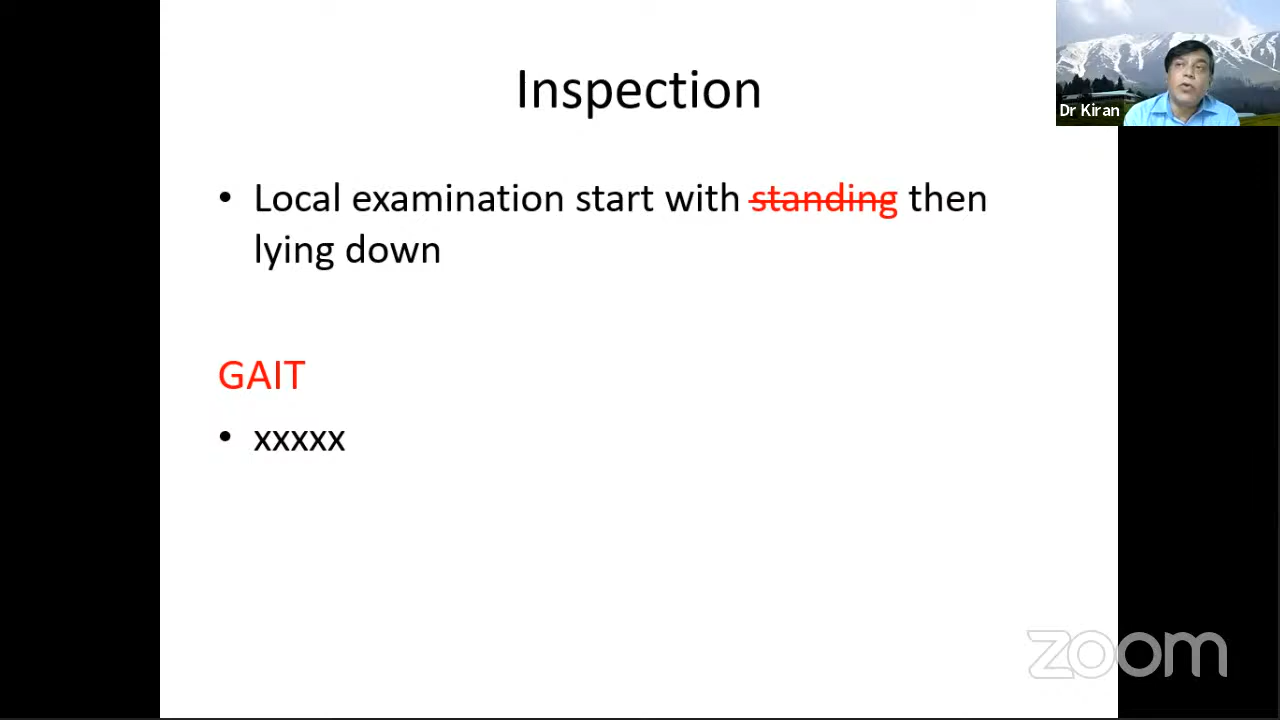 Inspection
Dr Kiran
• Local examination start with standing then
lying down
GAIT
• xxxxx
zoom